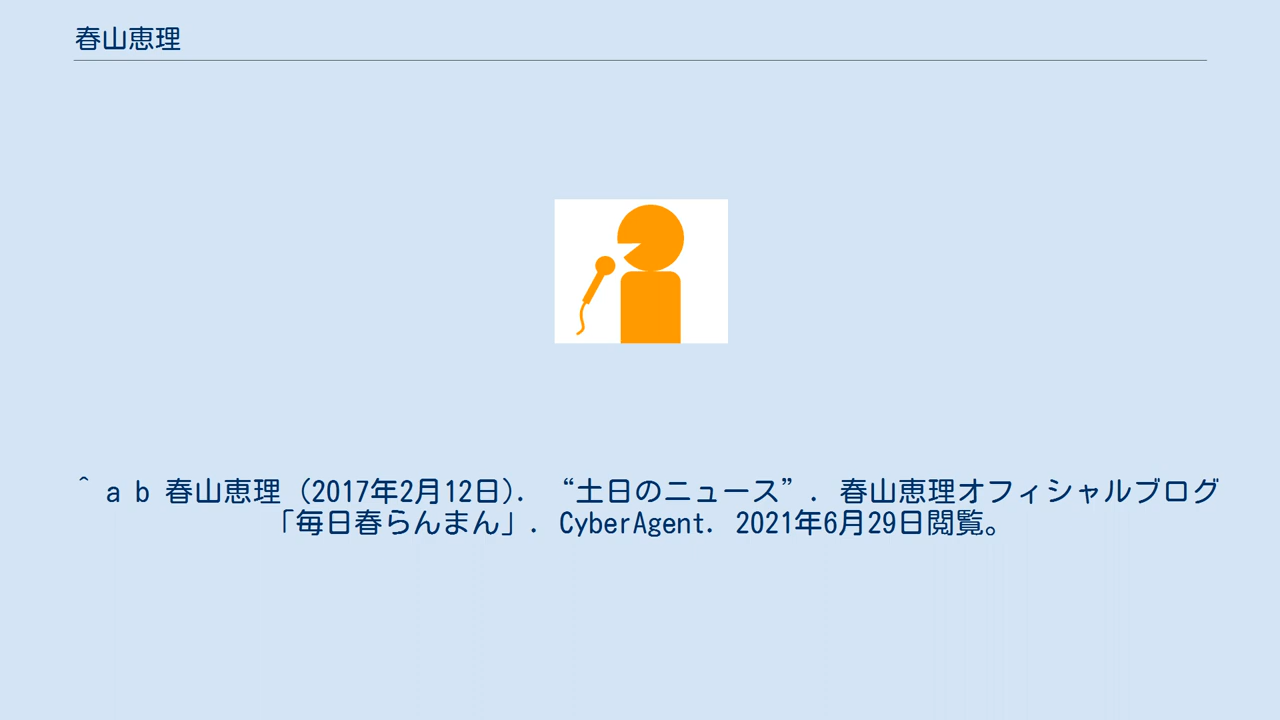 春山恵理
^ a b 春山恵理 (2017年2月12日). “土日のニュース”. 春山恵理オフィシャルブログ
「毎日春らんまん」. CyberAgent. 2021年6月29日閲覧。